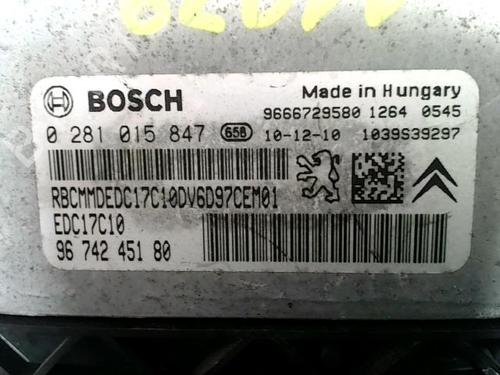 BOSCH
Made in Hungary
9666729580 1264 0545
0 281 015 847 658 10-12-10 1039S39297
RBCMMDEDC17C10DV6D97CEM01
EDC17C10
96 742 451 80